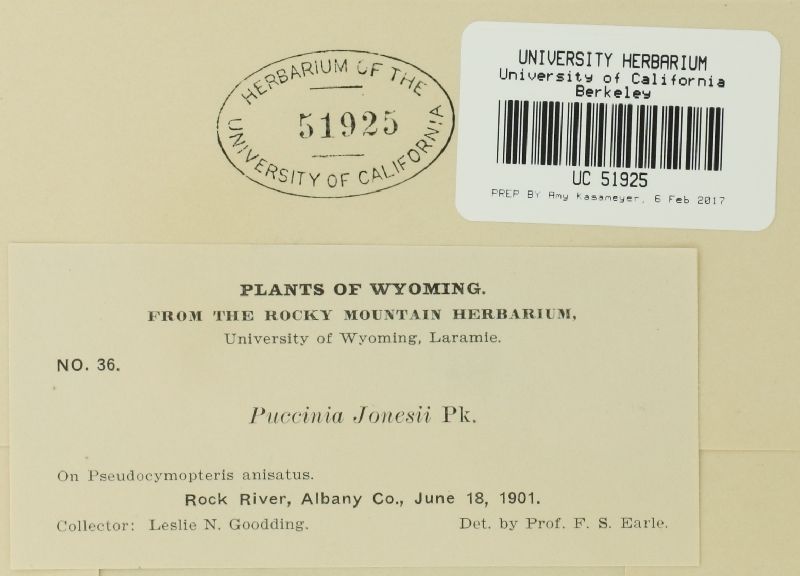 HERBARIUM OF THE
51925
UNIVERSITY OF CALIFORNIA
UNIVERSITY HERBARIUM
University of California
Berkeley
UC 51925
PREP BY Amy Kasameyer, 6 Feb 2017
PLANTS OF WYOMING.
FROM THE ROCKY MOUNTAIN HERBARIUM,
University of Wyoming, Laramie.
NO. 36.
Puccinia Jonesii Pk.
On Pseudocymopteris anisatus.
Rock River, Albany Co., June 18, 1901.
Collector: Leslie N. Goodding. Det. by Prof. F. S. Earle.